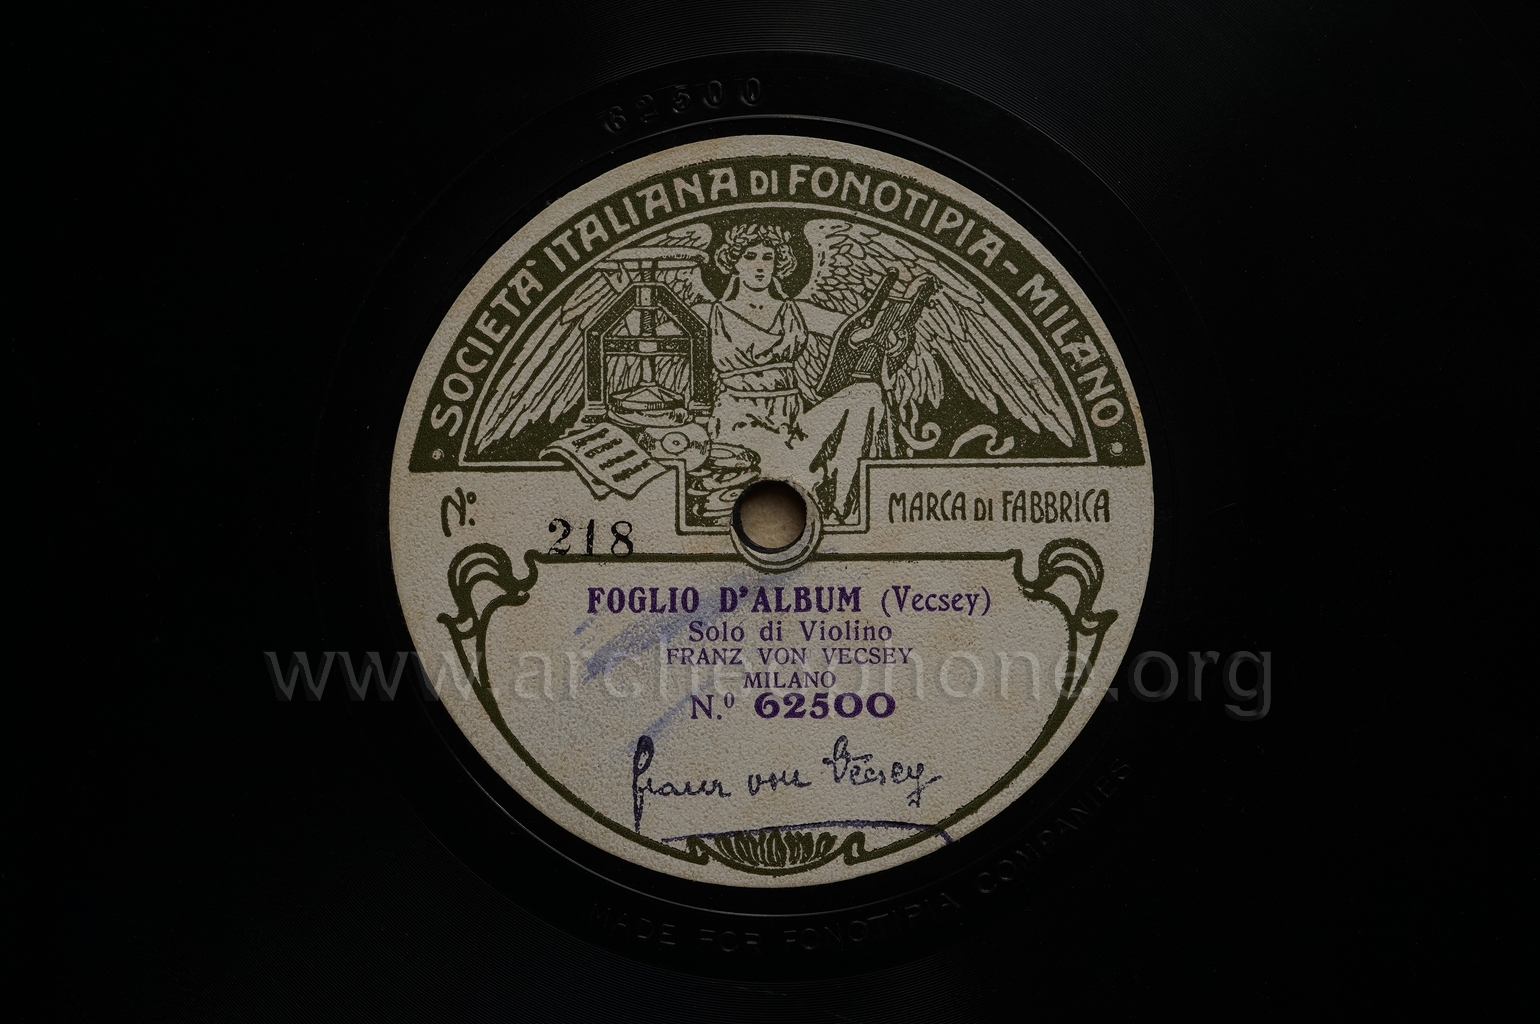 62500
SOCIETA' ITALIANA DI FONOTIPIA - MILANO
Nº.
218
MARCA DI FABBRICA
FOGLIO D'ALBUM (Vecsey)
Solo di Violino
FRANZ VON VECSEY
MILANO
N.º 62500
Franz von Vecsey
MADE FOR FONOTIPIA COMPANIES
www.archeophone.org